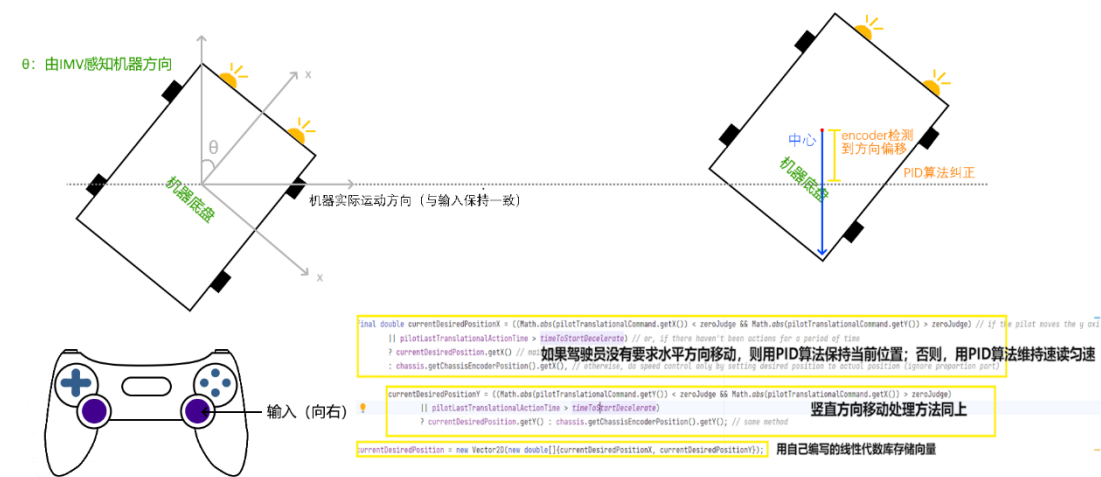 θ：由IMV感知机器方向
x
θ
机器底盘
机器实际运动方向（与输入保持一致）
x
中心
encoder检测
到方向偏移
机器底盘
PID算法纠正
输入（向右）
final double currentDesiredPositionX = ((Math.abs(pilotTranslationalCommand.getX()) < zeroJudge && Math.abs(pilotTranslationalCommand.getY()) > zeroJudge) // if the pilot moves the y axi
|| pilotLastTranslationalActionTime > timeToStartDecelerate) // or, if there haven't been actions for a period of time
? currentDesiredPosition.getX() // mai
如果驾驶员没有要求水平方向移动，则用PID算法保持当前位置；否则，用PID算法维持速读匀速
: chassis.getChassisEncoderPosition().getX(), // otherwise, do speed control only by setting desired position to actual position (ignore proportion part)
currentDesiredPositionY = ((Math.abs(pilotTranslationalCommand.getY()) < zeroJudge && Math.abs(pilotTranslationalCommand.getX()) > zeroJudge)
|| pilotLastTranslationalActionTime > timeToStartDecelerate)
竖直方向移动处理方法同上
? currentDesiredPosition.getY() : chassis.getChassisEncoderPosition().getY(); // same method
currentDesiredPosition = new Vector2D(new double[]{currentDesiredPositionX, currentDesiredPositionY});
用自己编写的线性代数库存储向量